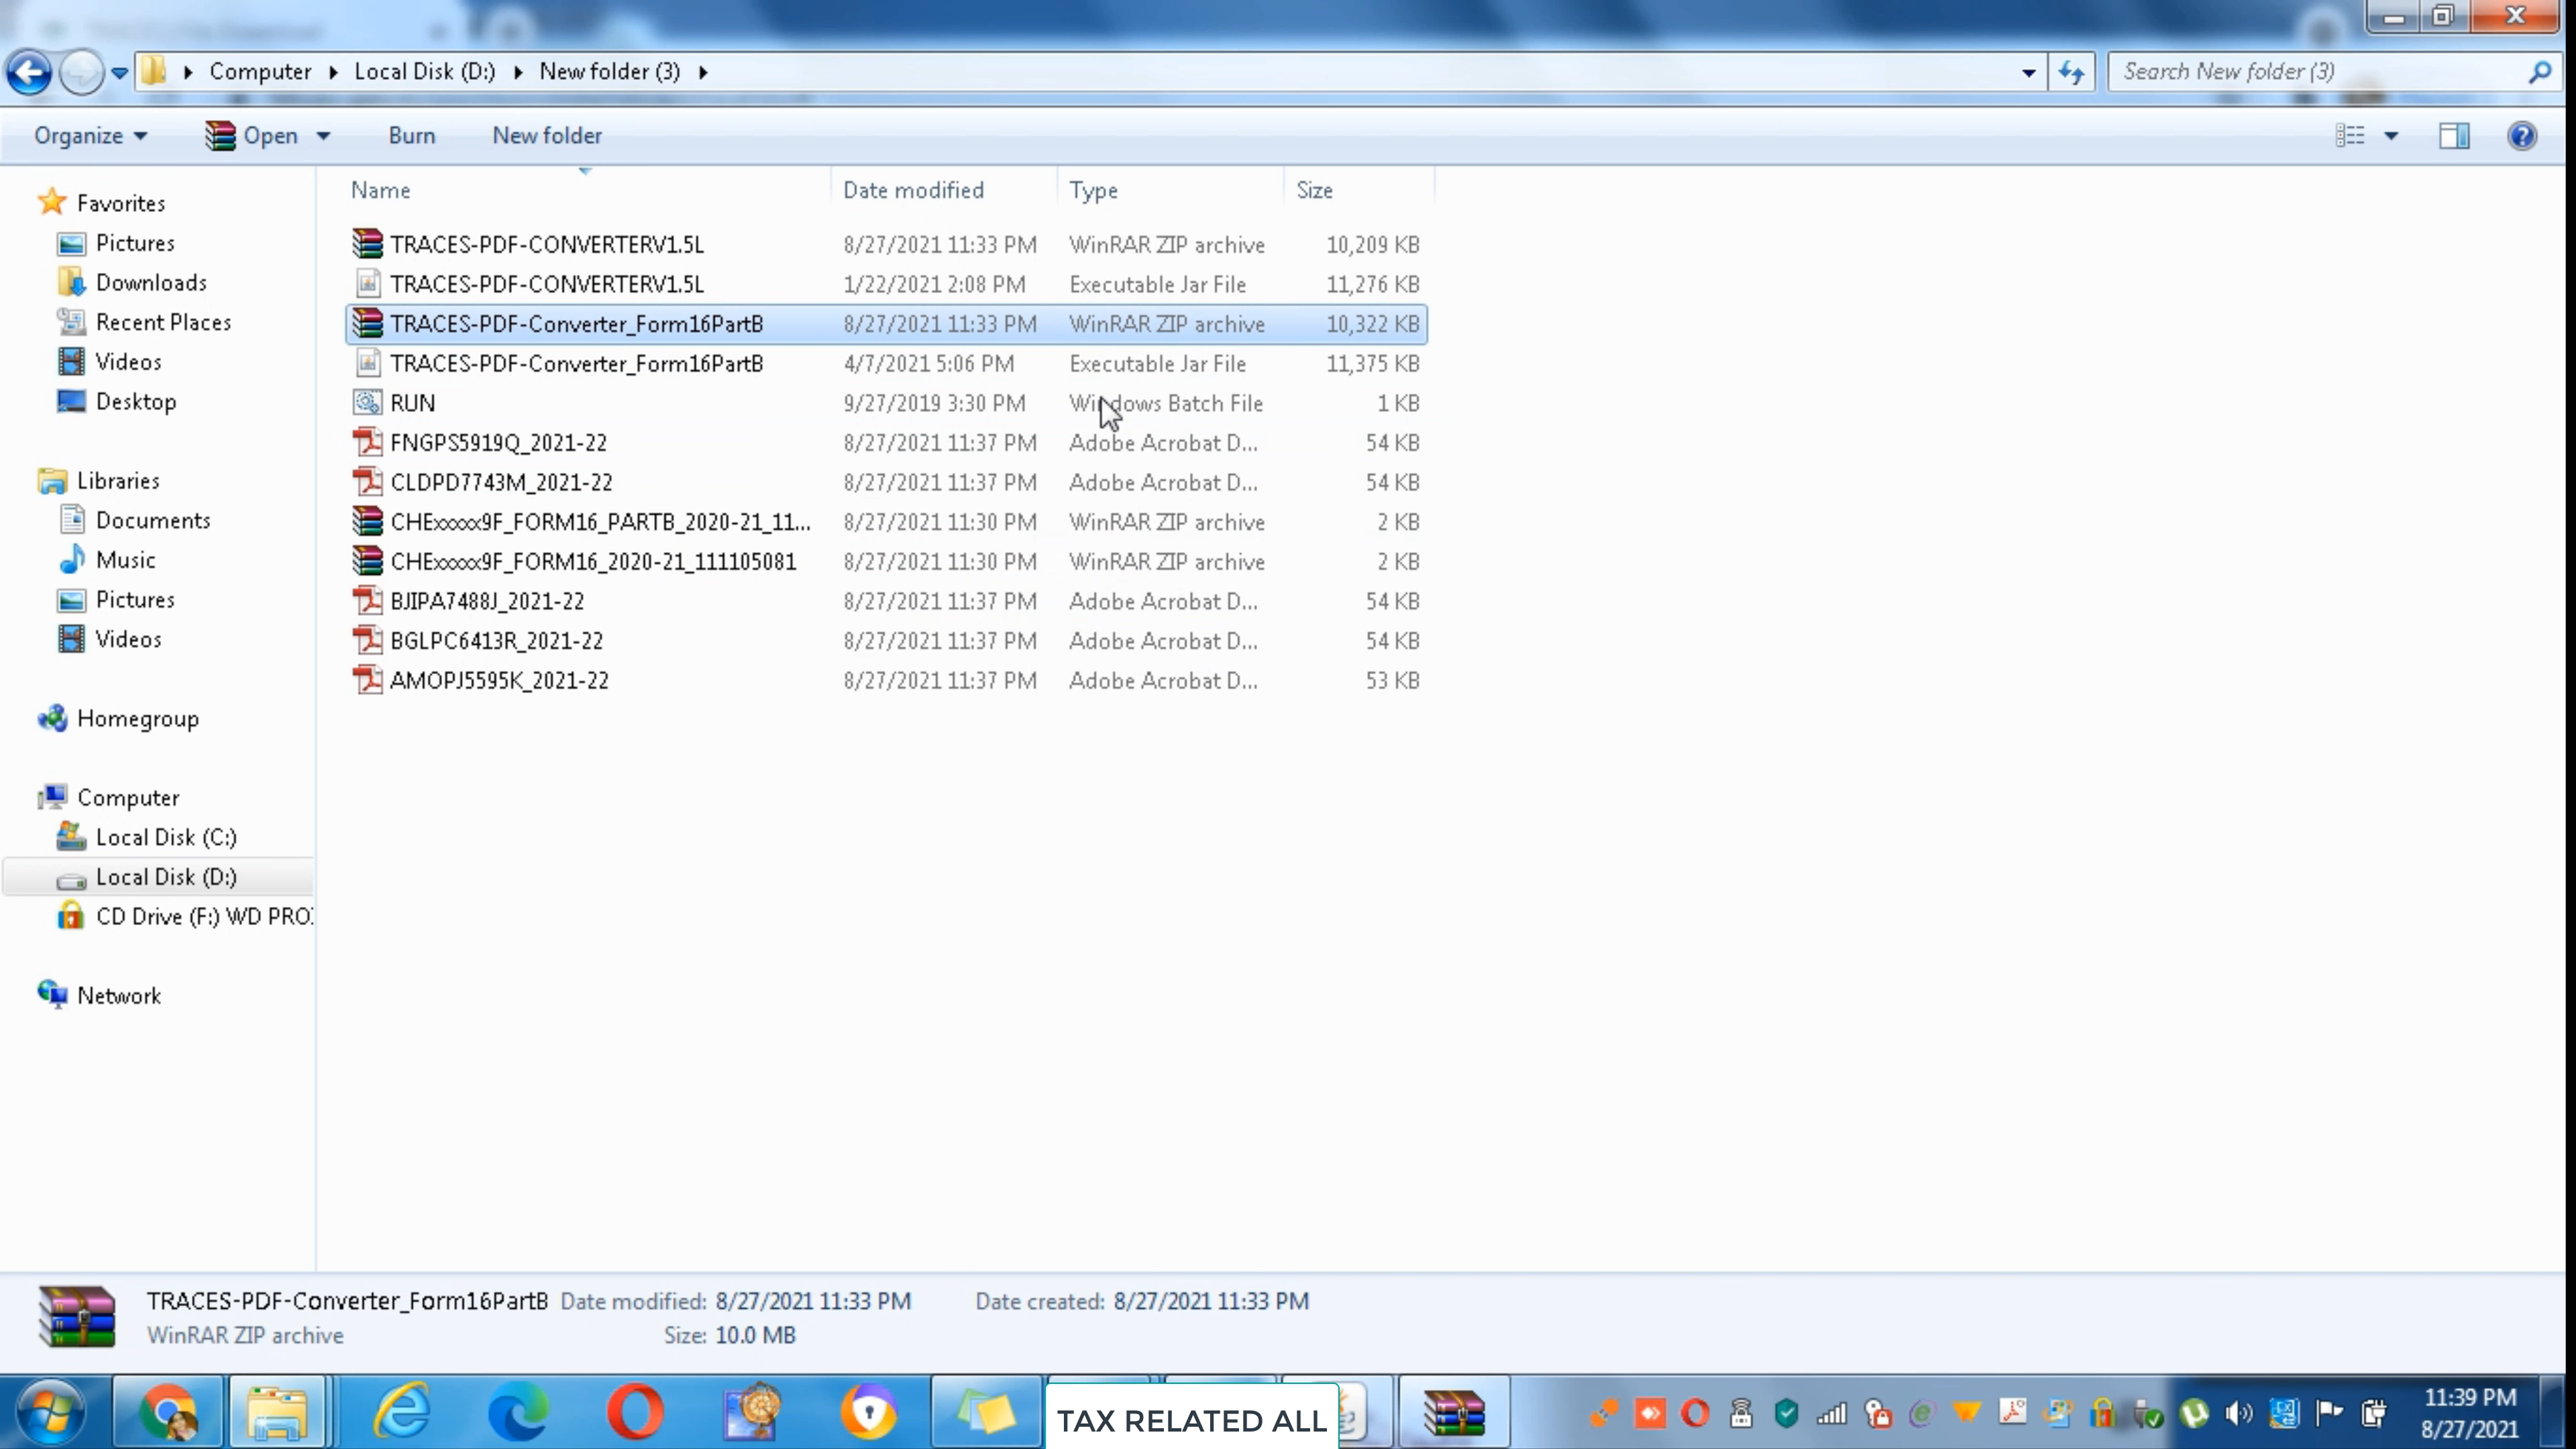 Computer ▸ Local Disk (D:) ▸ New folder (3) ▸
Search New folder (3)
Organize Open Burn New folder
Name Date modified Type Size
Favorites
Pictures
Downloads
Recent Places
Videos
Desktop
Libraries
Documents
Music
Pictures
Videos
Homegroup
Computer
Local Disk (C:)
Local Disk (D:)
CD Drive (F:) WD PRO
Network
TRACES-PDF-CONVERTERV1.5L 8/27/2021 11:33 PM WinRAR ZIP archive 10,209 KB
TRACES-PDF-CONVERTERV1.5L 1/22/2021 2:08 PM Executable Jar File 11,276 KB
TRACES-PDF-Converter_Form16PartB 8/27/2021 11:33 PM WinRAR ZIP archive 10,322 KB
TRACES-PDF-Converter_Form16PartB 4/7/2021 5:06 PM Executable Jar File 11,375 KB
RUN 9/27/2019 3:30 PM Windows Batch File 1 KB
FNGPS5919Q_2021-22 8/27/2021 11:37 PM Adobe Acrobat D... 54 KB
CLDPD7743M_2021-22 8/27/2021 11:37 PM Adobe Acrobat D... 54 KB
CHExxxxx9F_FORM16_PARTB_2020-21_11... 8/27/2021 11:30 PM WinRAR ZIP archive 2 KB
CHExxxxx9F_FORM16_2020-21_111105081 8/27/2021 11:30 PM WinRAR ZIP archive 2 KB
BJIPA7488J_2021-22 8/27/2021 11:37 PM Adobe Acrobat D... 54 KB
BGLPC6413R_2021-22 8/27/2021 11:37 PM Adobe Acrobat D... 54 KB
AMOPJ5595K_2021-22 8/27/2021 11:37 PM Adobe Acrobat D... 53 KB
TRACES-PDF-Converter_Form16PartB Date modified: 8/27/2021 11:33 PM Date created: 8/27/2021 11:33 PM
WinRAR ZIP archive Size: 10.0 MB
TAX RELATED ALL
11:39 PM
8/27/2021